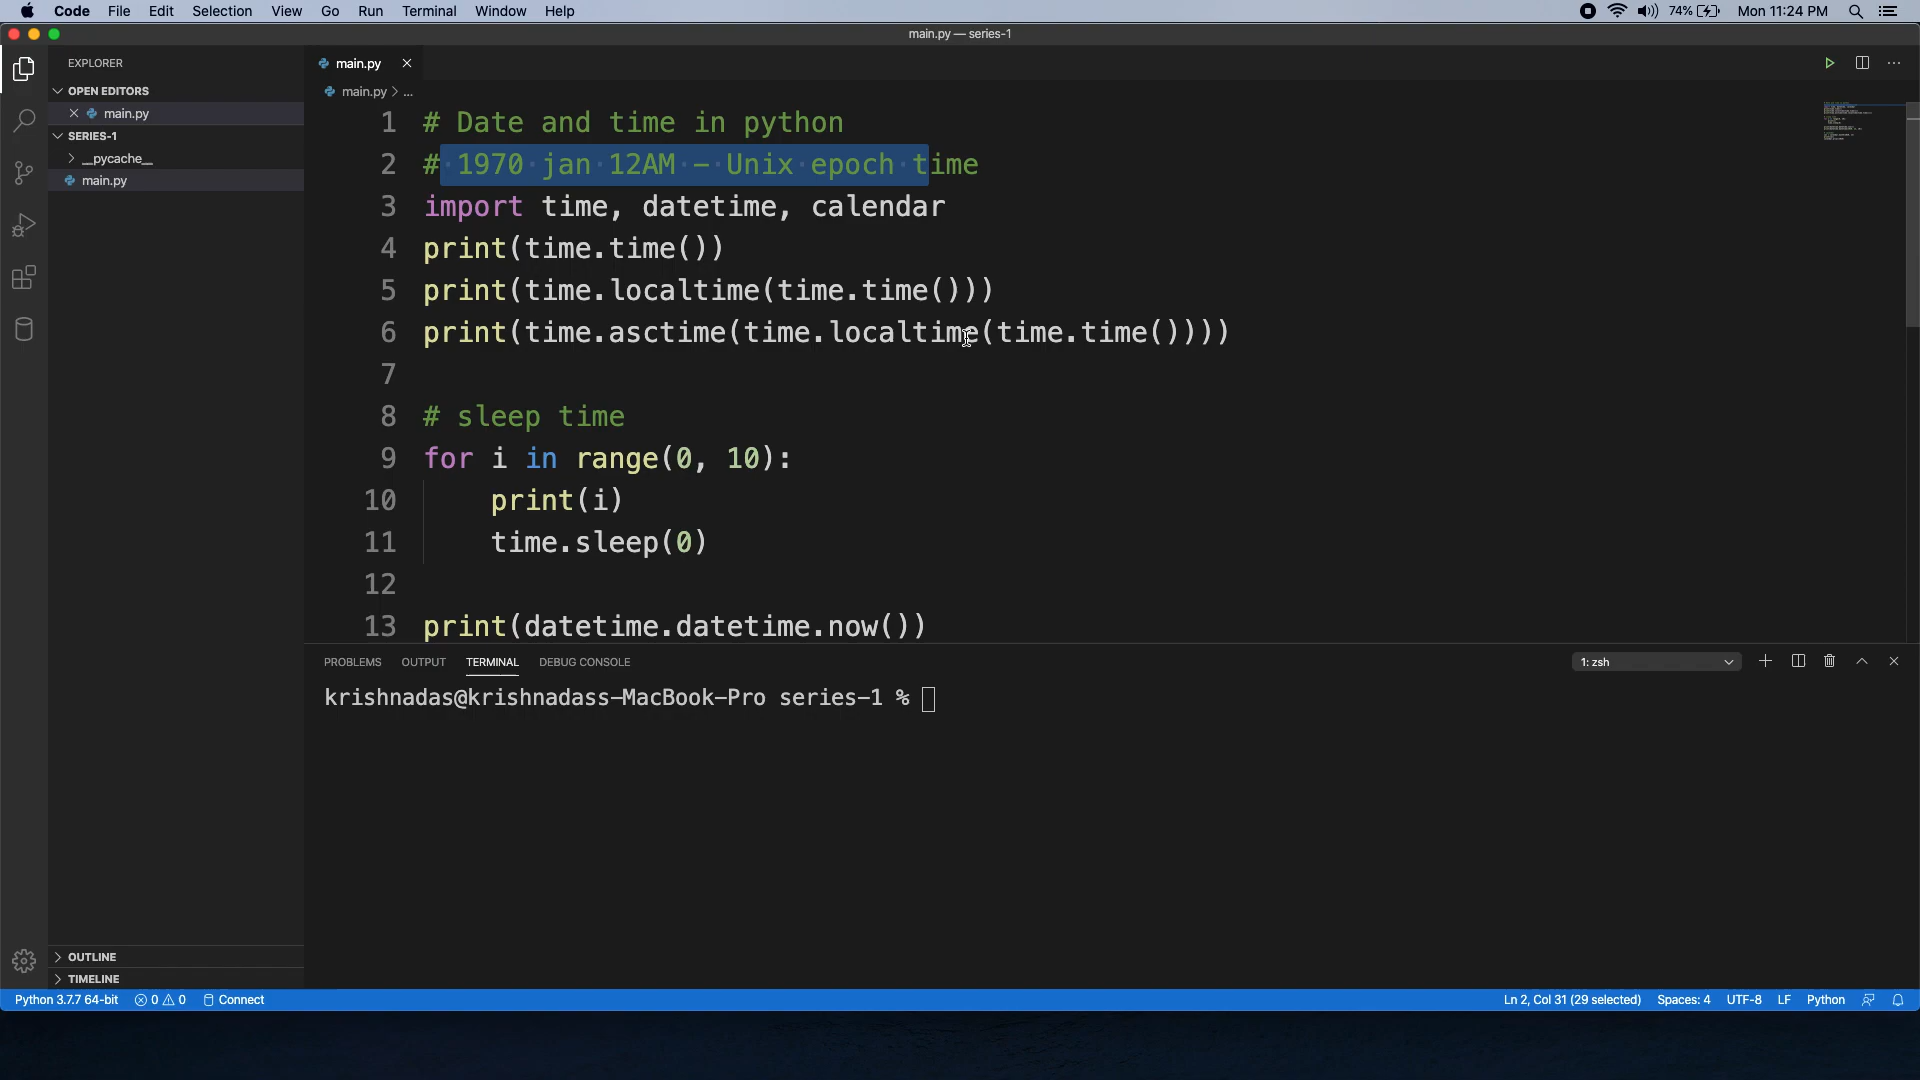 Code File Edit Selection View Go Run Terminal Window Help
74% Mon 11:24 PM
main.py — series-1
EXPLORER
OPEN EDITORS
main.py
SERIES-1
__pycache__
main.py
OUTLINE
TIMELINE
main.py
main.py > ...
1 # Date and time in python
2 # 1970 jan 12AM - Unix epoch time
3 import time, datetime, calendar
4 print(time.time())
5 print(time.localtime(time.time()))
6 print(time.asctime(time.localtime(time.time())))
7
8 # sleep time
9 for i in range(0, 10):
10 print(i)
11 time.sleep(0)
12
13 print(datetime.datetime.now())
PROBLEMS OUTPUT TERMINAL DEBUG CONSOLE
1: zsh
krishnadas@krishnadass-MacBook-Pro series-1 %
Python 3.7.7 64-bit 0 0 Connect
Ln 2, Col 31 (29 selected) Spaces: 4 UTF-8 LF Python